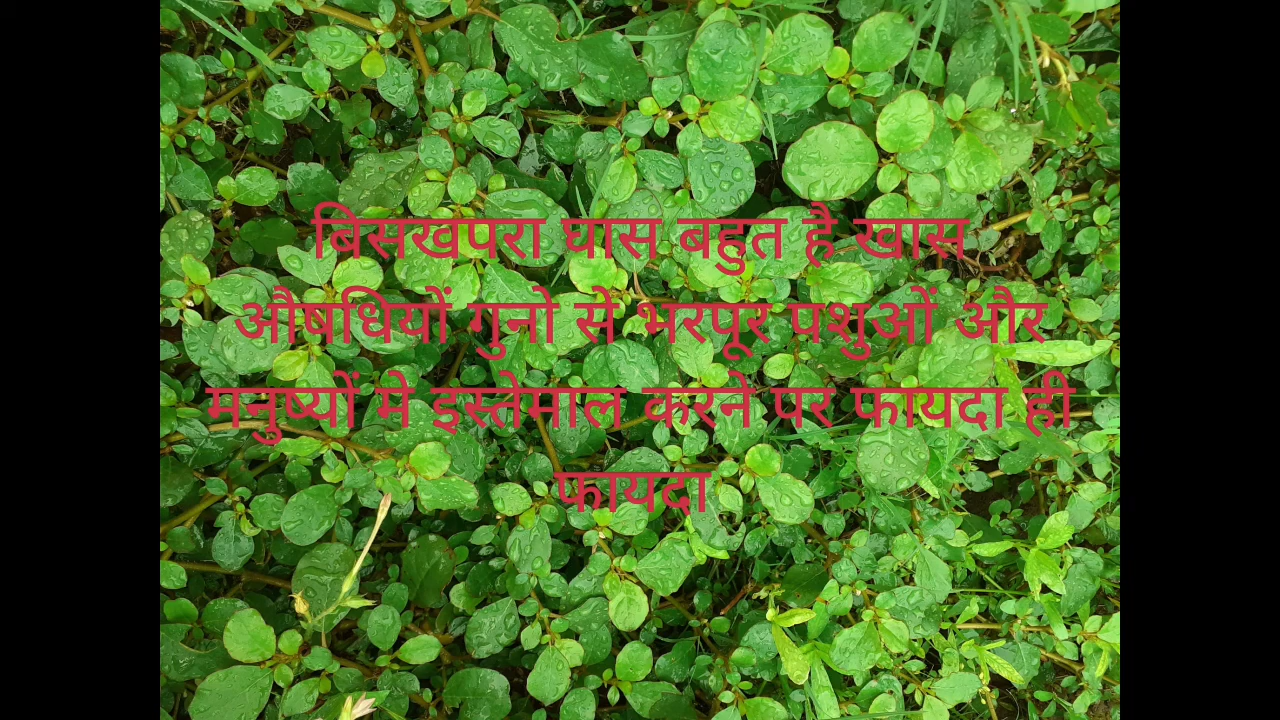 बिसखपरा घास बहुत है खास
औषधियों गुनो से भरपूर पशुओं और
मनुष्यों मे इस्तेमाल करने पर फायदा ही
फायदा